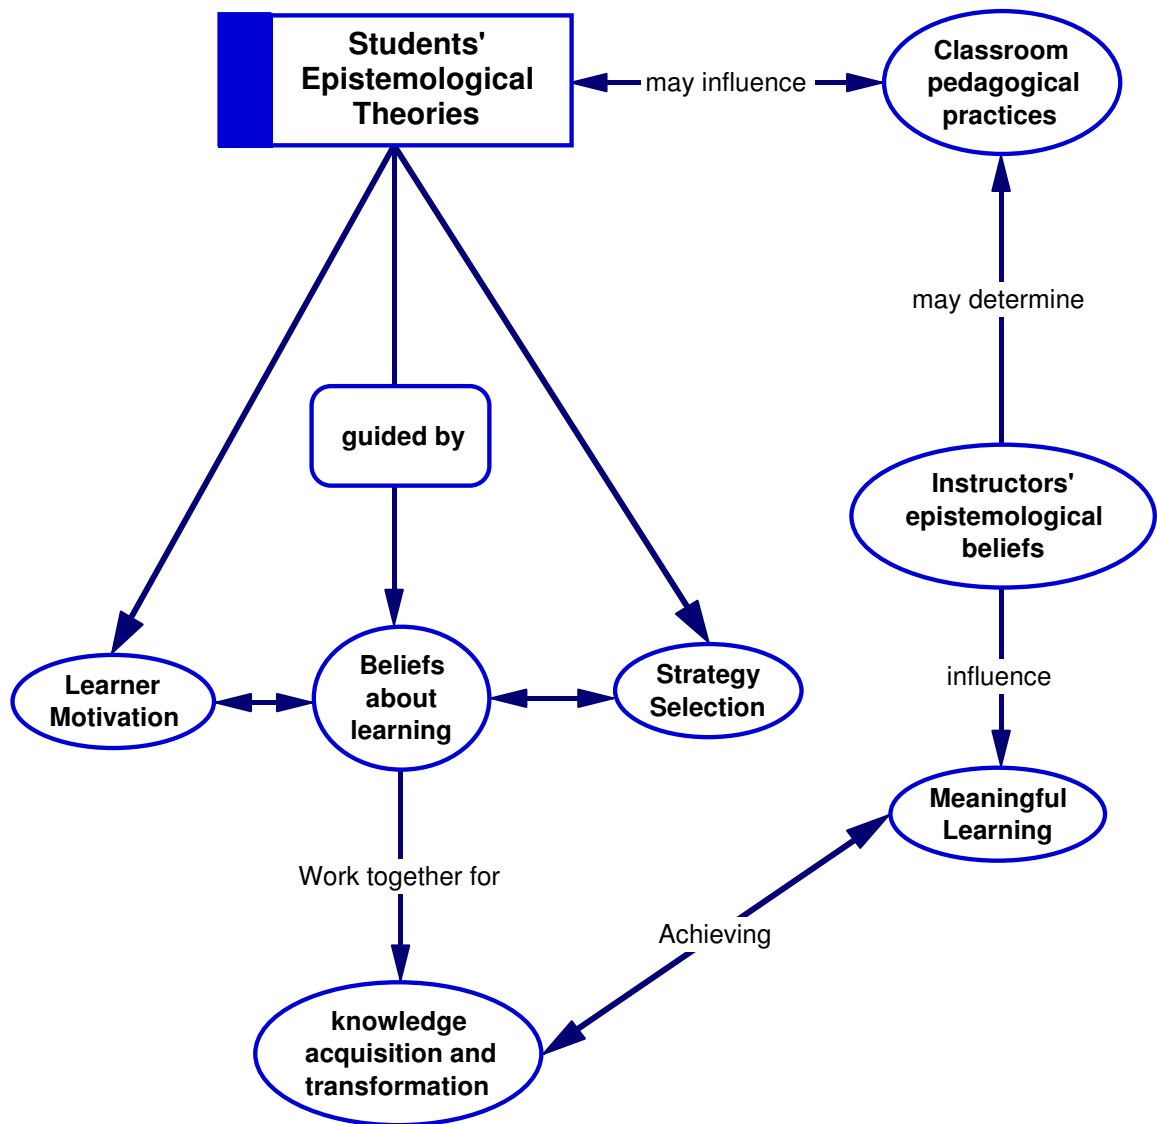 Students'
Epistemological
Theories
may influence
Classroom
pedagogical
practices
may determine
guided by
Instructors'
epistemological
beliefs
Learner
Motivation
Beliefs
about
learning
Strategy
Selection
influence
Meaningful
Learning
Work together for
Achieving
knowledge
acquisition and
transformation